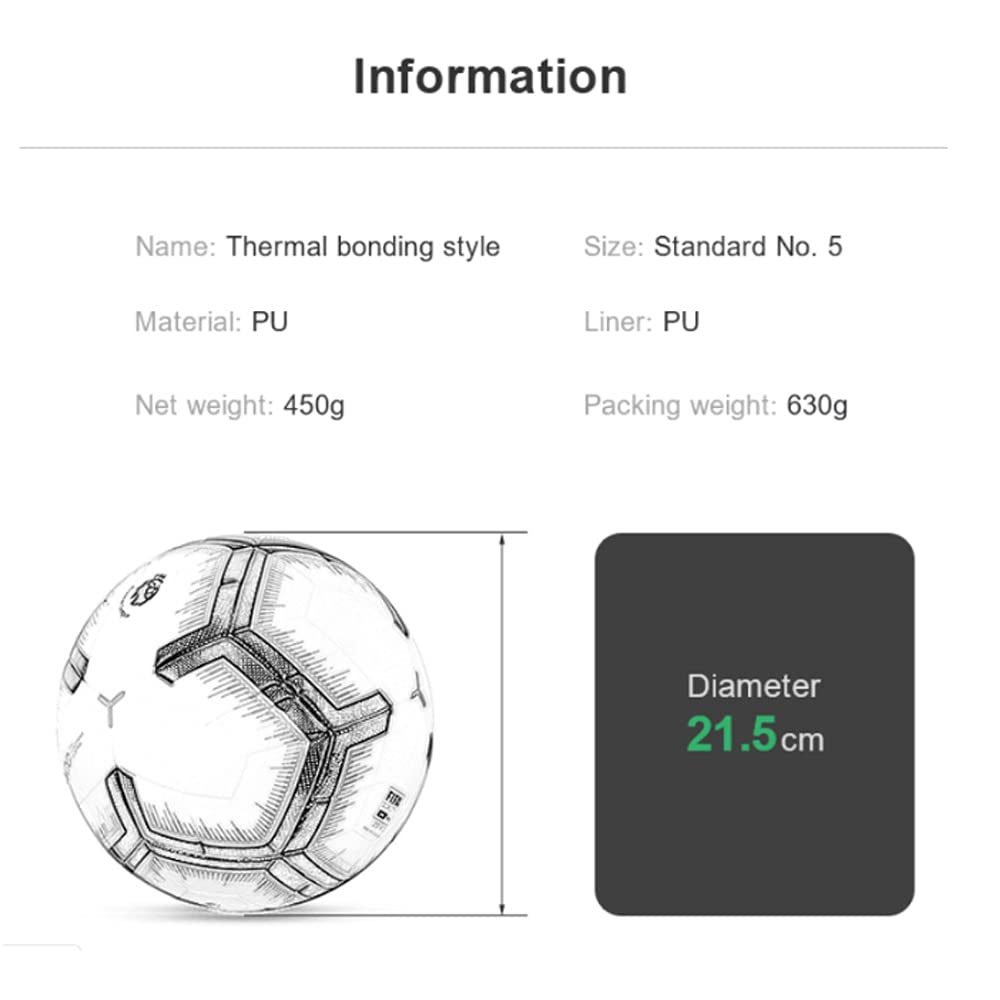 Information
Name: Thermal bonding style
Size: Standard No. 5
Material: PU
Liner: PU
Net weight: 450g
Packing weight: 630g
Diameter
21.5cm